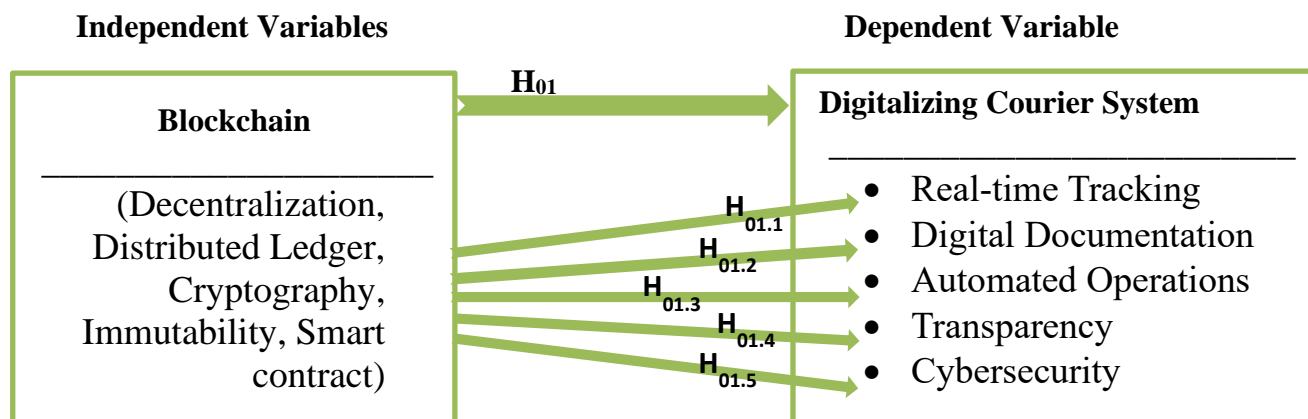 Independent Variables
Dependent Variable
H01
Blockchain
(Decentralization,
Distributed Ledger,
Cryptography,
Immutability, Smart
contract)
Digitalizing Courier System
H01.1
H01.2
H01.3
H01.4
H01.5
• Real-time Tracking
• Digital Documentation
• Automated Operations
• Transparency
• Cybersecurity